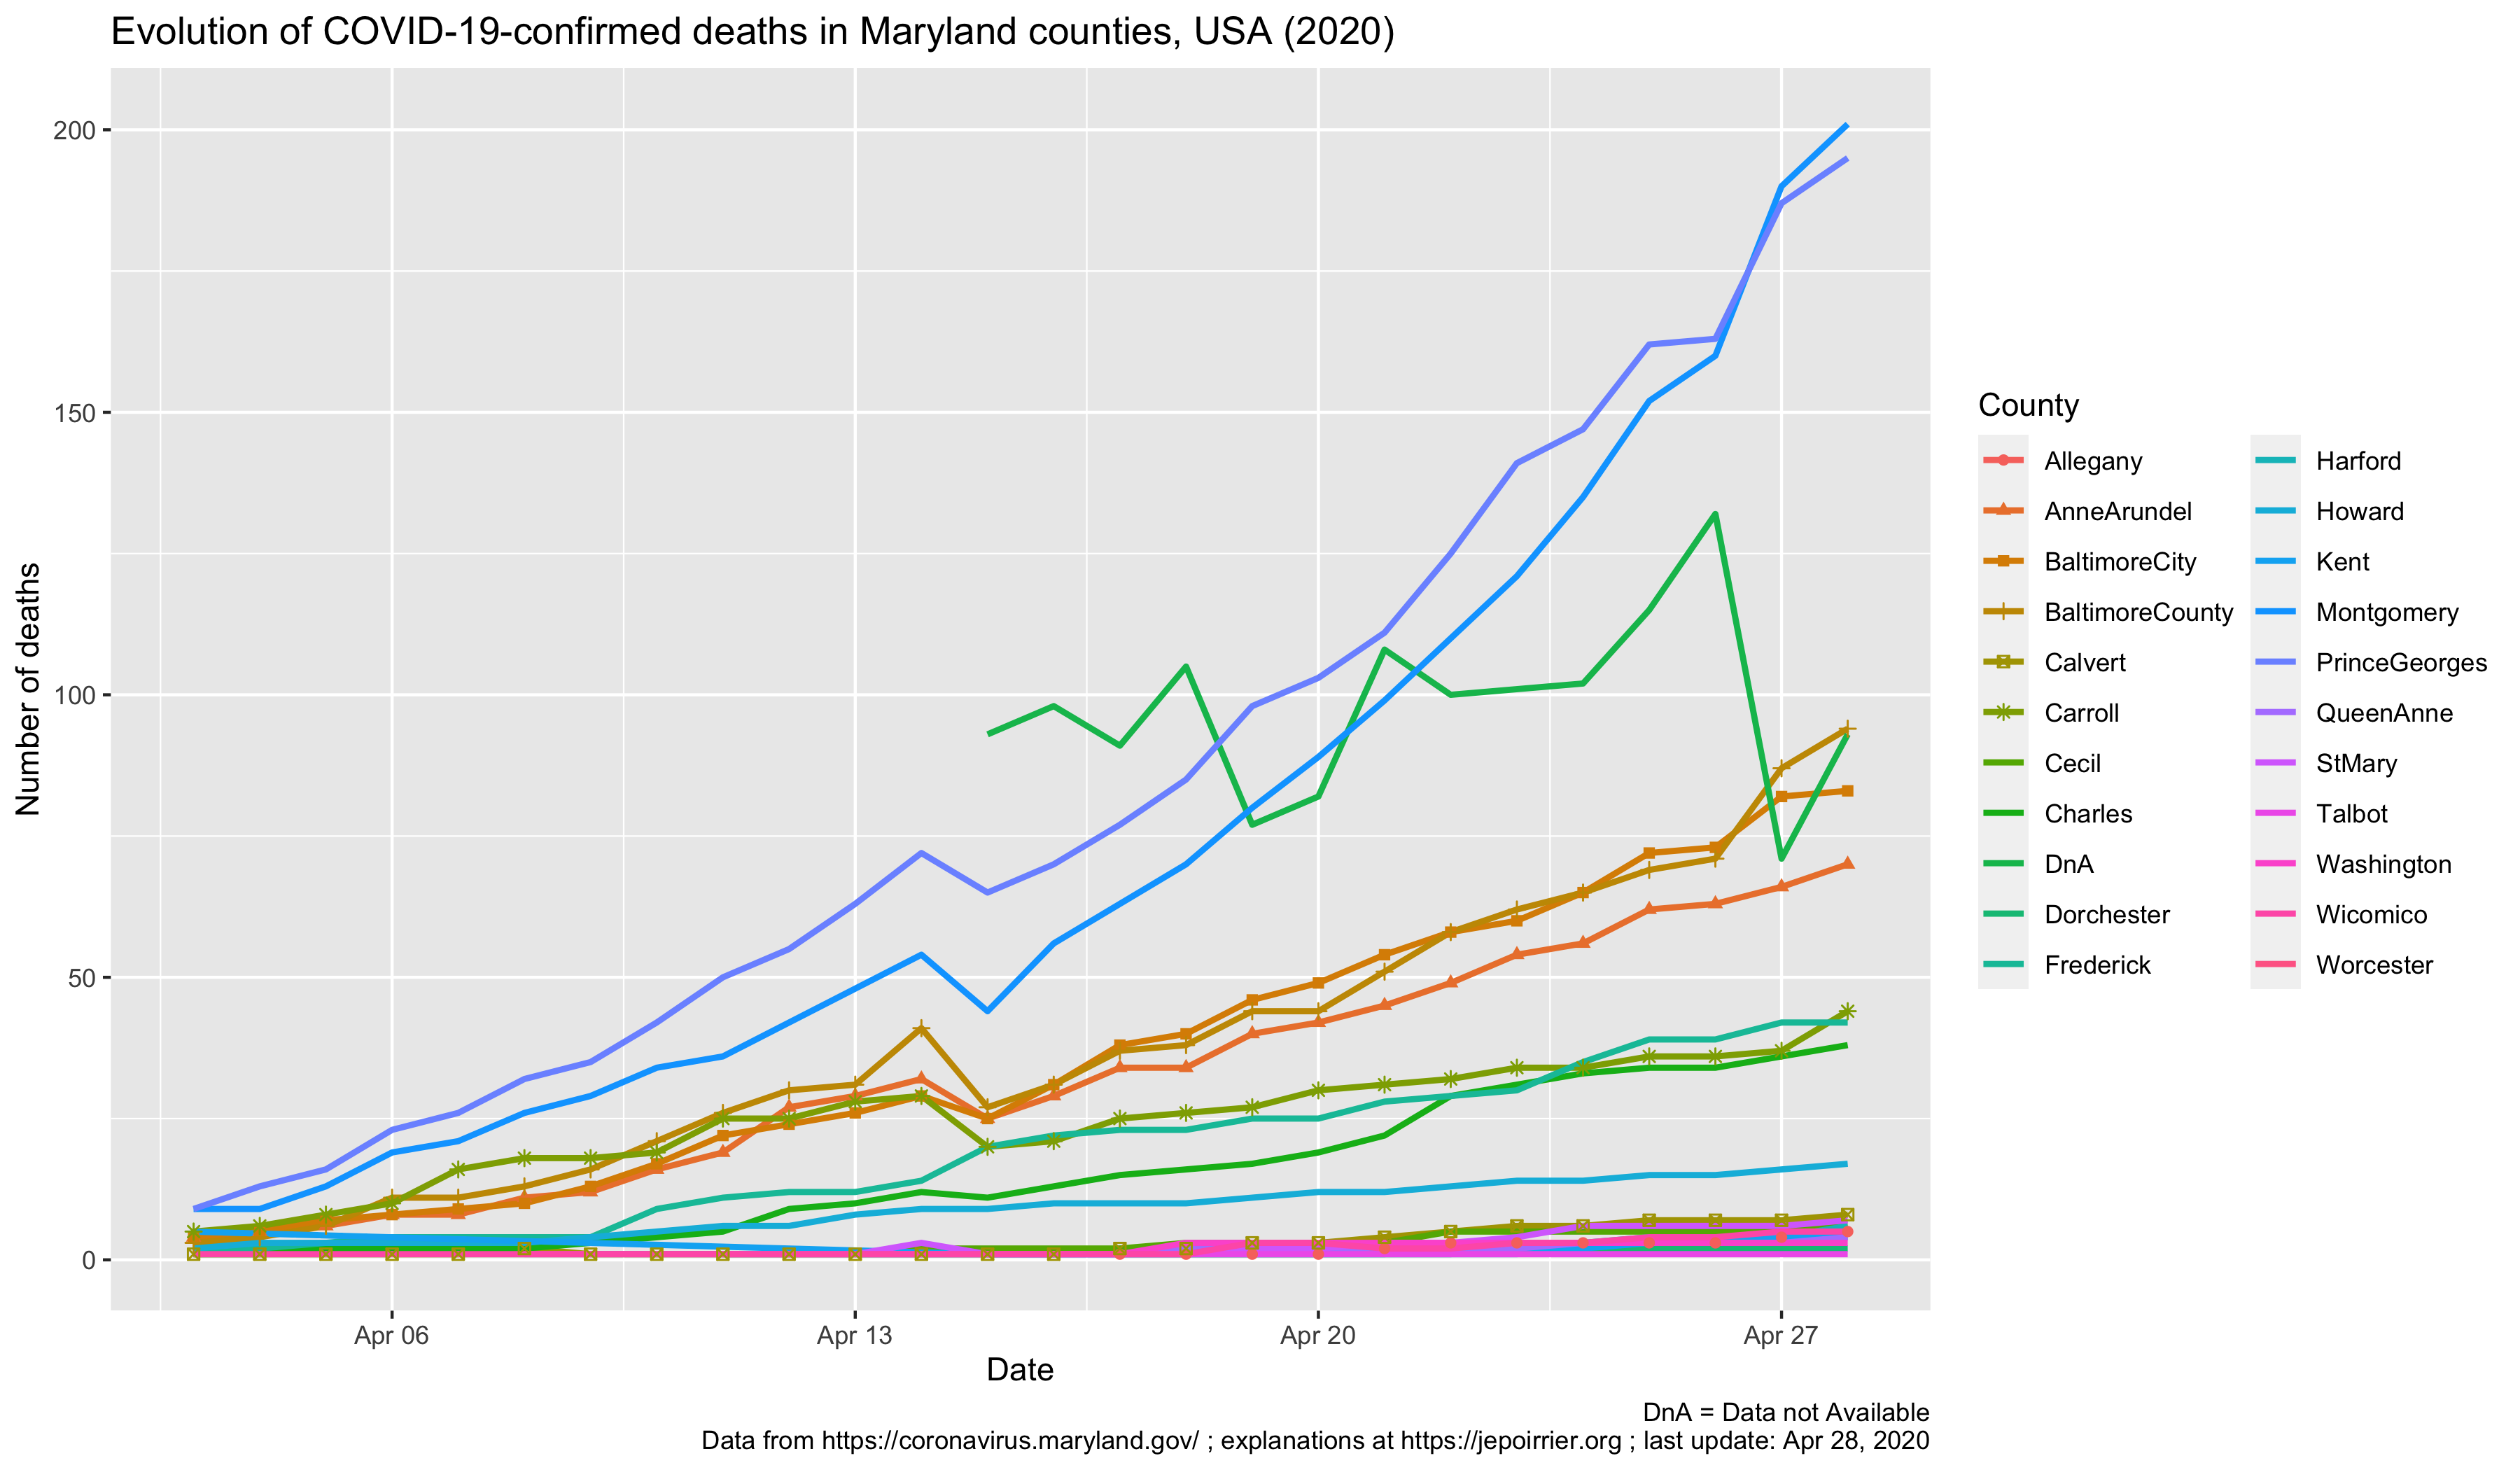 Evolution of COVID-19-confirmed deaths in Maryland counties, USA (2020)
200
150
100
50
0
Number of deaths
Apr 06
Apr 13
Apr 20
Apr 27
Date
County
Allegany
AnneArundel
BaltimoreCity
BaltimoreCounty
Calvert
Carroll
Cecil
Charles
DnA
Dorchester
Frederick
Harford
Howard
Kent
Montgomery
PrinceGeorges
QueenAnne
StMary
Talbot
Washington
Wicomico
Worcester
DnA = Data not Available
Data from https://coronavirus.maryland.gov/ ; explanations at https://jepoirrier.org ; last update: Apr 28, 2020